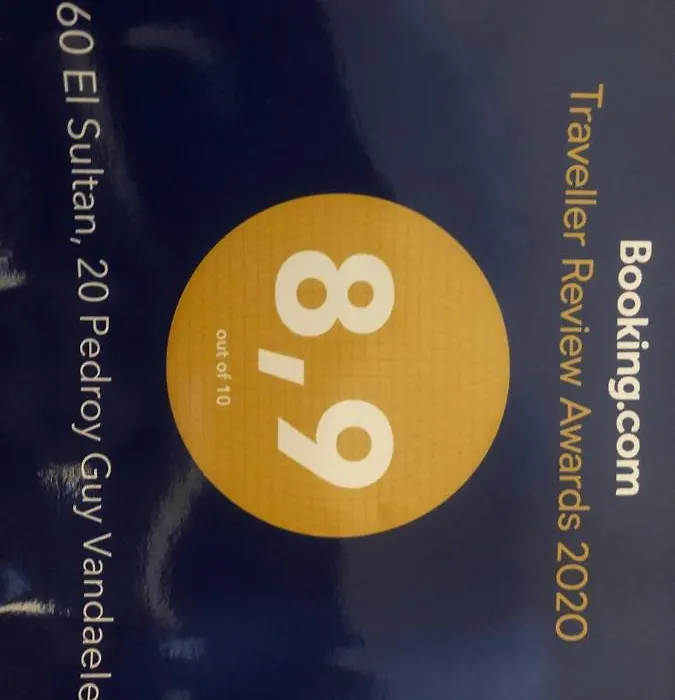 Booking.com
Traveller Review Awards 2020
8,9
out of 10
60 El Sultan, 20 Pedroy Guy Vandaele